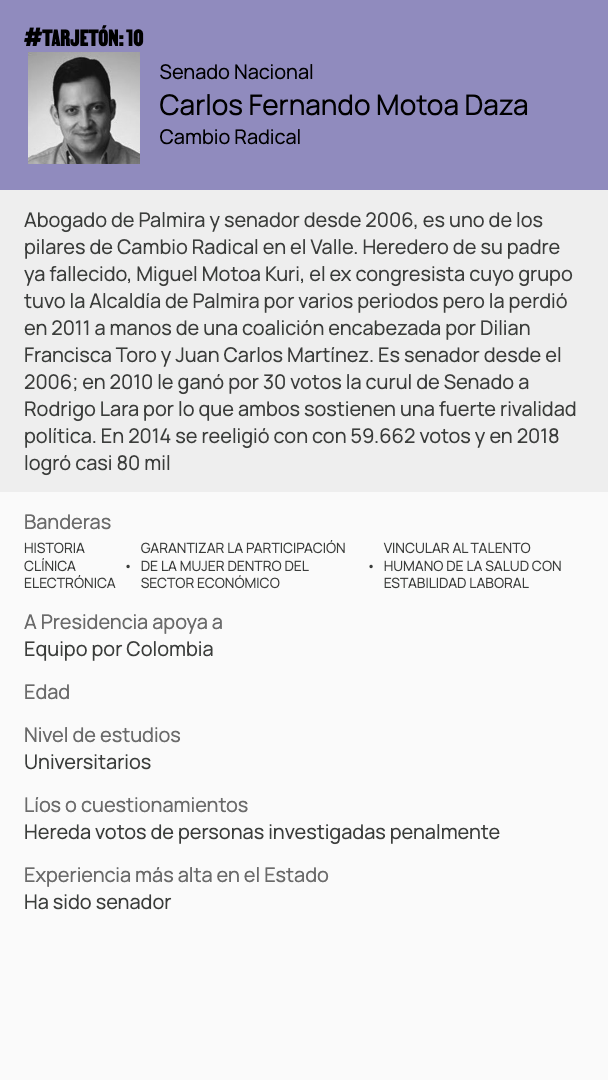 #TARJETÓN: 10
Senado Nacional
Carlos Fernando Motoa Daza
Cambio Radical
Abogado de Palmira y senador desde 2006, es uno de los
pilares de Cambio Radical en el Valle. Heredero de su padre
ya fallecido, Miguel Motoa Kuri, el ex congresista cuyo grupo
tuvo la Alcaldía de Palmira por varios periodos pero la perdió
en 2011 a manos de una coalición encabezada por Dilian
Francisca Toro y Juan Carlos Martínez. Es senador desde el
2006; en 2010 le ganó por 30 votos la curul de Senado a
Rodrigo Lara por lo que ambos sostienen una fuerte rivalidad
política. En 2014 se reeligió con con 59.662 votos y en 2018
logró casi 80 mil
Banderas
HISTORIA
CLÍNICA
ELECTRÓNICA
• GARANTIZAR LA PARTICIPACIÓN
DE LA MUJER DENTRO DEL
SECTOR ECONÓMICO
• VINCULAR AL TALENTO
HUMANO DE LA SALUD CON
ESTABILIDAD LABORAL
A Presidencia apoya a
Equipo por Colombia
Edad
Nivel de estudios
Universitarios
Líos o cuestionamientos
Hereda votos de personas investigadas penalmente
Experiencia más alta en el Estado
Ha sido senador